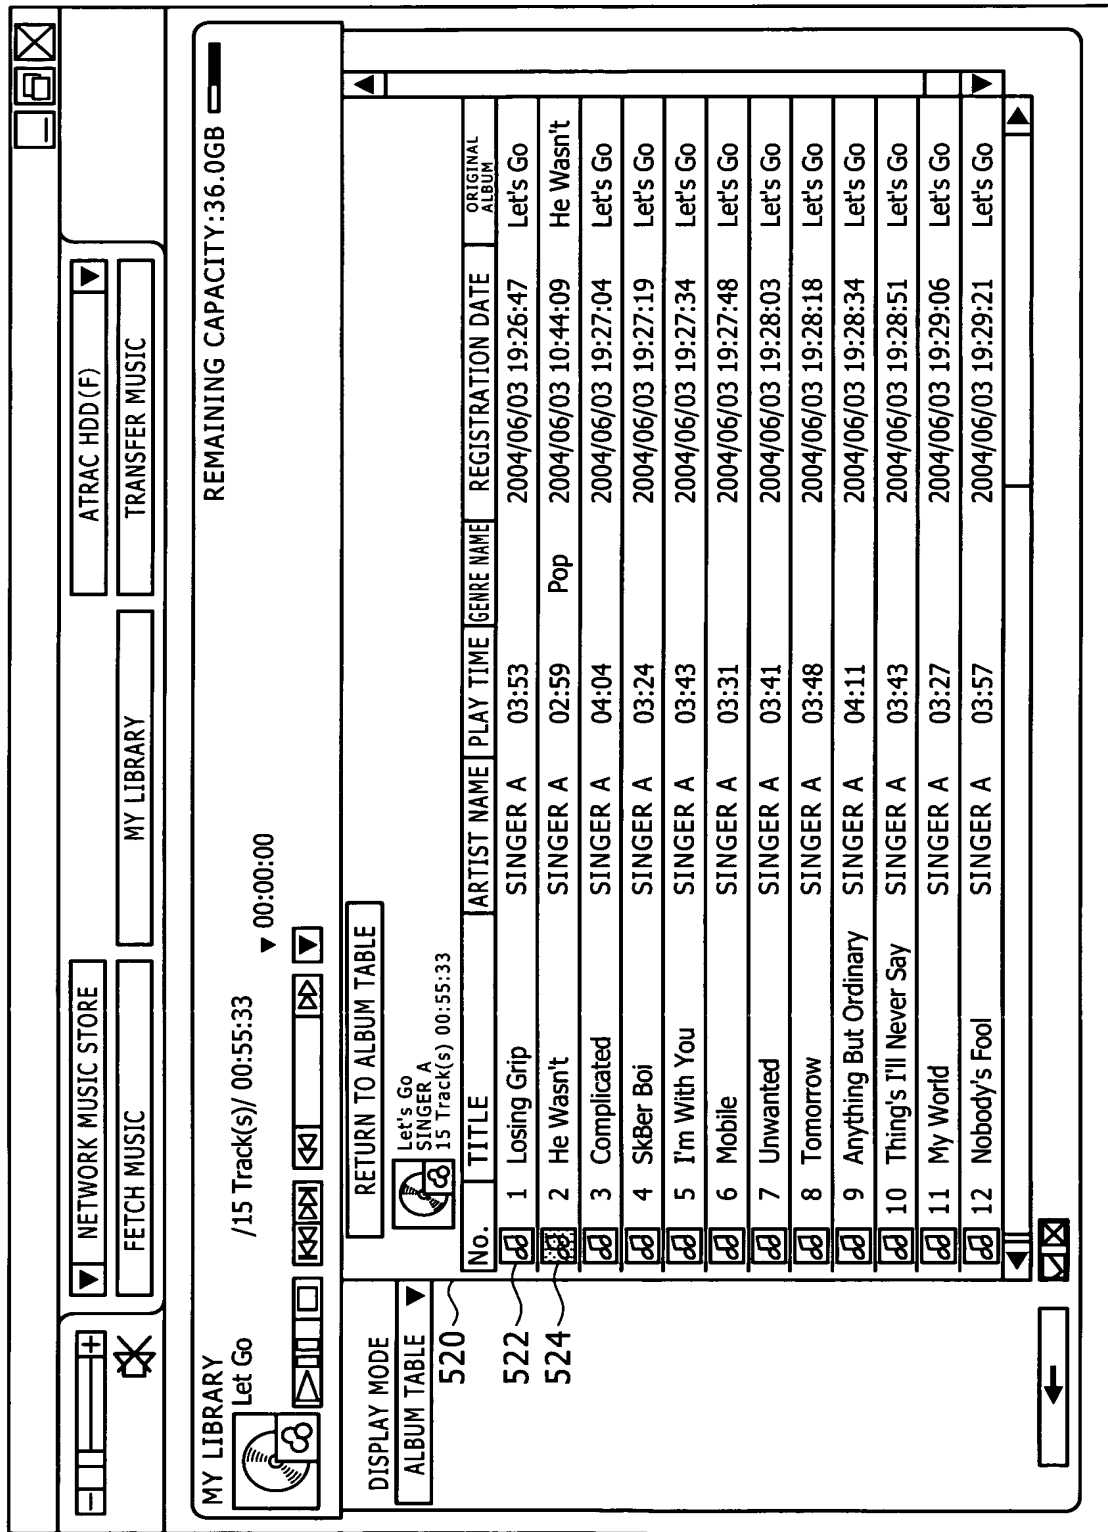 NETWORK MUSIC STORE
ATRAC HDD(F)
FETCH MUSIC
MY LIBRARY
TRANSFER MUSIC
MY LIBRARY
REMAINING CAPACITY:36.0GB
Let Go
/15 Track(s)/ 00:55:33
00:00:00
DISPLAY MODE
ALBUM TABLE
RETURN TO ALBUM TABLE
Let's Go
SINGER A
15 Track(s) 00:55:33
520
No. TITLE ARTIST NAME PLAY TIME GENRE NAME REGISTRATION DATE ORIGINAL ALBUM
522 1 Losing Grip SINGER A 03:53 2004/06/03 19:26:47 Let's Go
524 2 He Wasn't SINGER A 02:59 Pop 2004/06/03 10:44:09 He Wasn't
3 Complicated SINGER A 04:04 2004/06/03 19:27:04 Let's Go
4 SkBer Boi SINGER A 03:24 2004/06/03 19:27:19 Let's Go
5 I'm With You SINGER A 03:43 2004/06/03 19:27:34 Let's Go
6 Mobile SINGER A 03:31 2004/06/03 19:27:48 Let's Go
7 Unwanted SINGER A 03:41 2004/06/03 19:28:03 Let's Go
8 Tomorrow SINGER A 03:48 2004/06/03 19:28:18 Let's Go
9 Anything But Ordinary SINGER A 04:11 2004/06/03 19:28:34 Let's Go
10 Thing's I'll Never Say SINGER A 03:43 2004/06/03 19:28:51 Let's Go
11 My World SINGER A 03:27 2004/06/03 19:29:06 Let's Go
12 Nobody's Fool SINGER A 03:57 2004/06/03 19:29:21 Let's Go